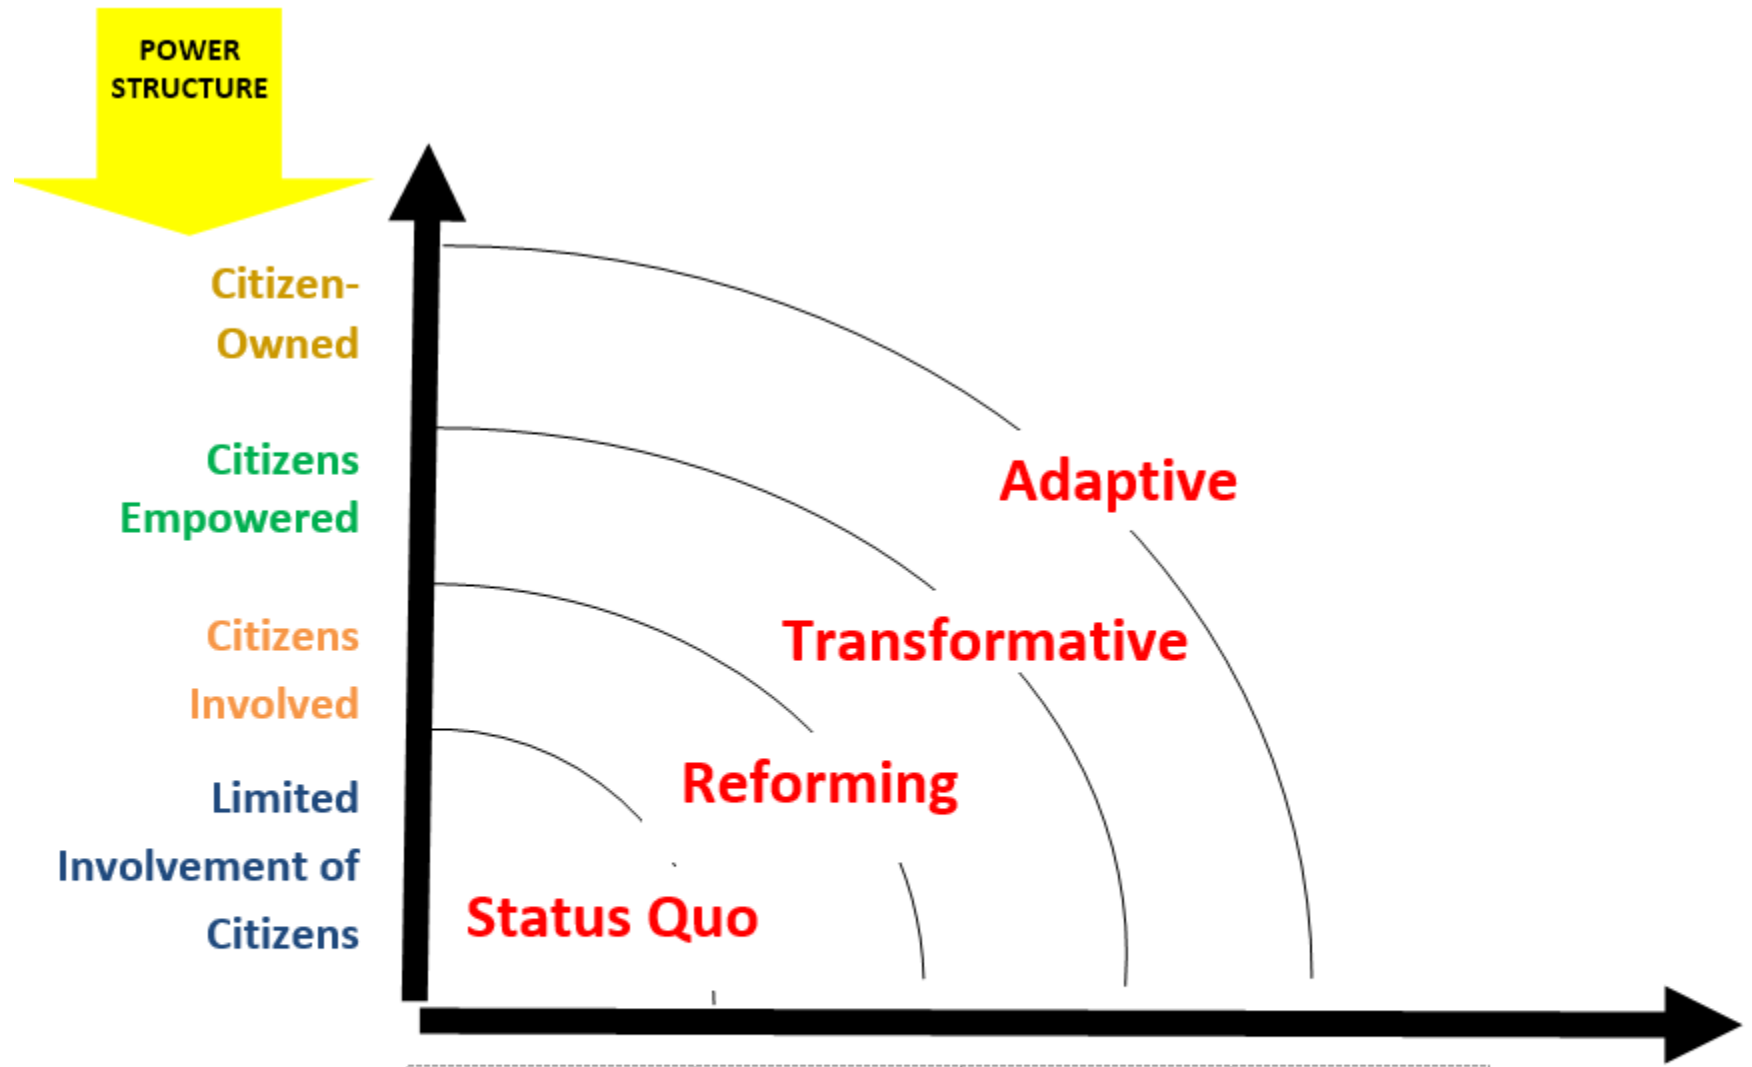 POWER
STRUCTURE
Citizen-
Owned
Citizens
Empowered
Citizens
Involved
Limited
Involvement of
Citizens
Adaptive
Transformative
Reforming
Status Quo